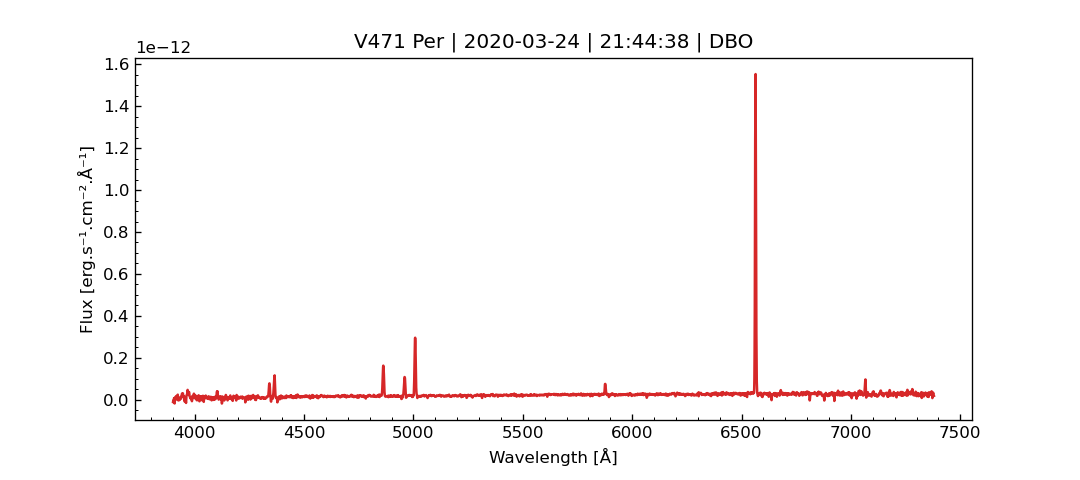 V471 Per | 2020-03-24 | 21:44:38 | DBO
1e−12
1.6
1.4
1.2
1.0
0.8
0.6
0.4
0.2
0.0
Flux [erg.s⁻¹.cm⁻².Å⁻¹]
4000 4500 5000 5500 6000 6500 7000 7500
Wavelength [Å]